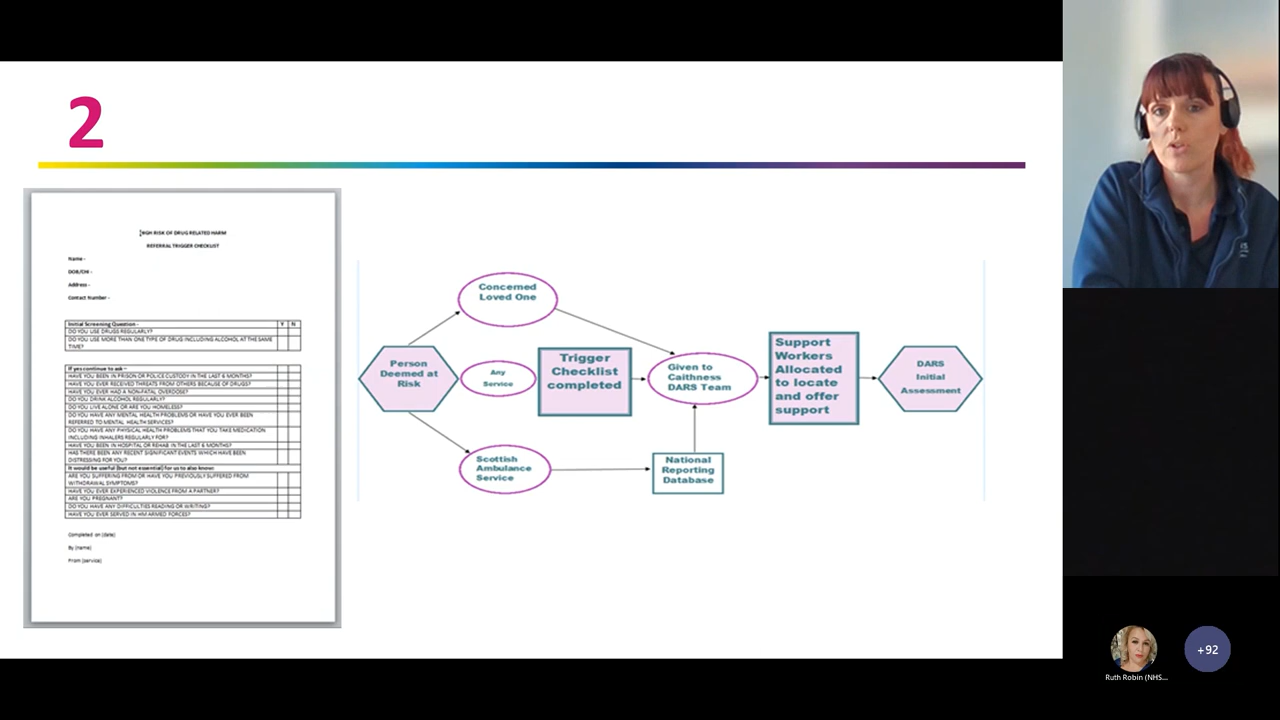 2
HIGH RISK OF DRUG RELATED HARM
REFERRAL TRIGGER CHECKLIST
Name -
DOB/CHI -
Address -
Contact Number -
Initial Screening Question - Y N
DO YOU USE DRUGS REGULARLY?
DO YOU USE MORE THAN ONE TYPE OF DRUG INCLUDING ALCOHOL AT THE SAME
TIME?
If yes continue to ask –
HAVE YOU BEEN IN PRISON OR POLICE CUSTODY IN THE LAST 6 MONTHS?
HAVE YOU EVER RECEIVED THREATS FROM OTHERS BECAUSE OF DRUGS?
HAVE YOU EVER HAD A NON-FATAL OVERDOSE?
DO YOU DRINK ALCOHOL REGULARLY?
DO YOU LIVE ALONE OR ARE YOU HOMELESS?
DO YOU HAVE ANY MENTAL HEALTH PROBLEMS OR HAVE YOU EVER BEEN
REFERRED TO MENTAL HEALTH SERVICES?
DO YOU HAVE ANY PHYSICAL HEALTH PROBLEMS THAT YOU TAKE MEDICATION
INCLUDING INHALERS REGULARLY FOR?
HAVE YOU BEEN IN HOSPITAL OR REHAB IN THE LAST 6 MONTHS?
HAS THERE BEEN ANY RECENT SIGNIFICANT EVENTS WHICH HAVE BEEN
DISTRESSING FOR YOU?
It would be useful (but not essential) for us to also know:
ARE YOU SUFFERING FROM OR HAVE YOU PREVIOUSLY SUFFERED FROM
WITHDRAWAL SYMPTOMS?
HAVE YOU EVER EXPERIENCED VIOLENCE FROM A PARTNER?
ARE YOU PREGNANT?
DO YOU HAVE ANY DIFFICULTIES READING OR WRITING?
HAVE YOU EVER SERVED IN HM ARMED FORCES?
Completed on (date)
By (name)
From (service)
Person
Deemed at
Risk
Concerned
Loved One
Any
Service
Scottish
Ambulance
Service
Trigger
Checklist
completed
Given to
Caithness
DARS Team
National
Reporting
Database
Support
Workers
Allocated
to locate
and offer
support
DARS
Initial
Assessment
+92
Ruth Robin (NHS...